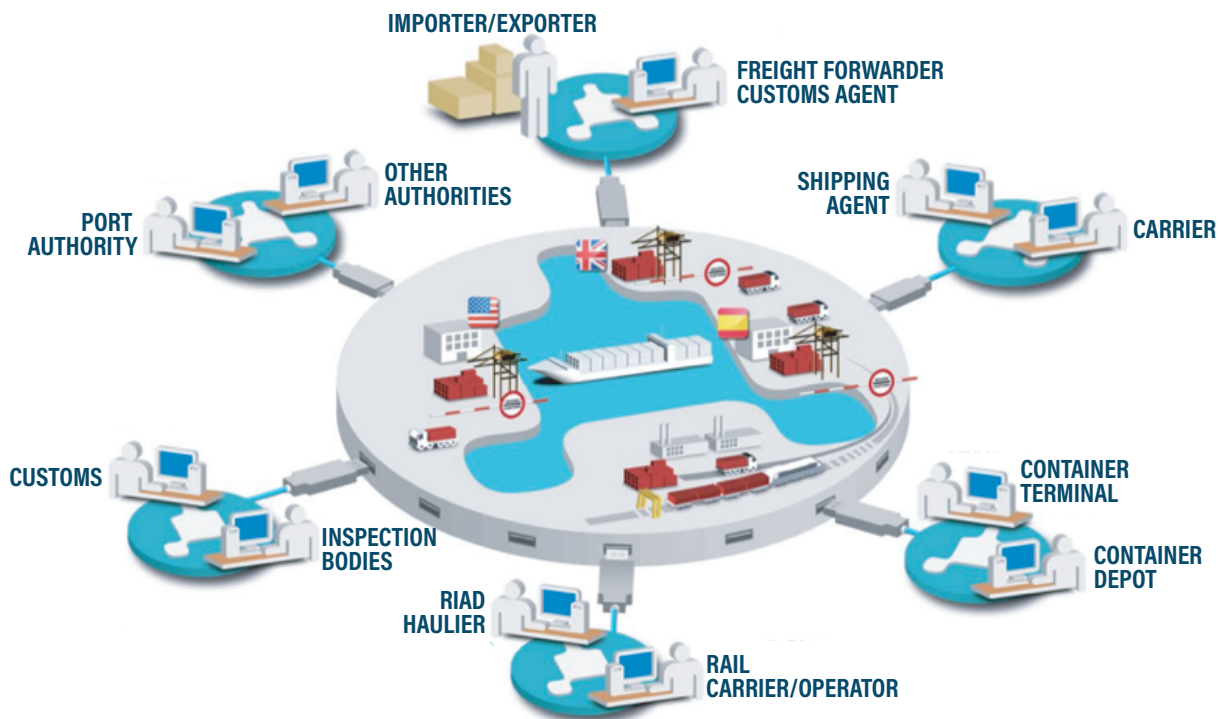 IMPORTER/EXPORTER
FREIGHT FORWARDER
CUSTOMS AGENT
OTHER
AUTHORITIES
SHIPPING
AGENT
PORT
AUTHORITY
CARRIER
CUSTOMS
CONTAINER
TERMINAL
INSPECTION
BODIES
CONTAINER
DEPOT
RIAD
HAULIER
RAIL
CARRIER/OPERATOR